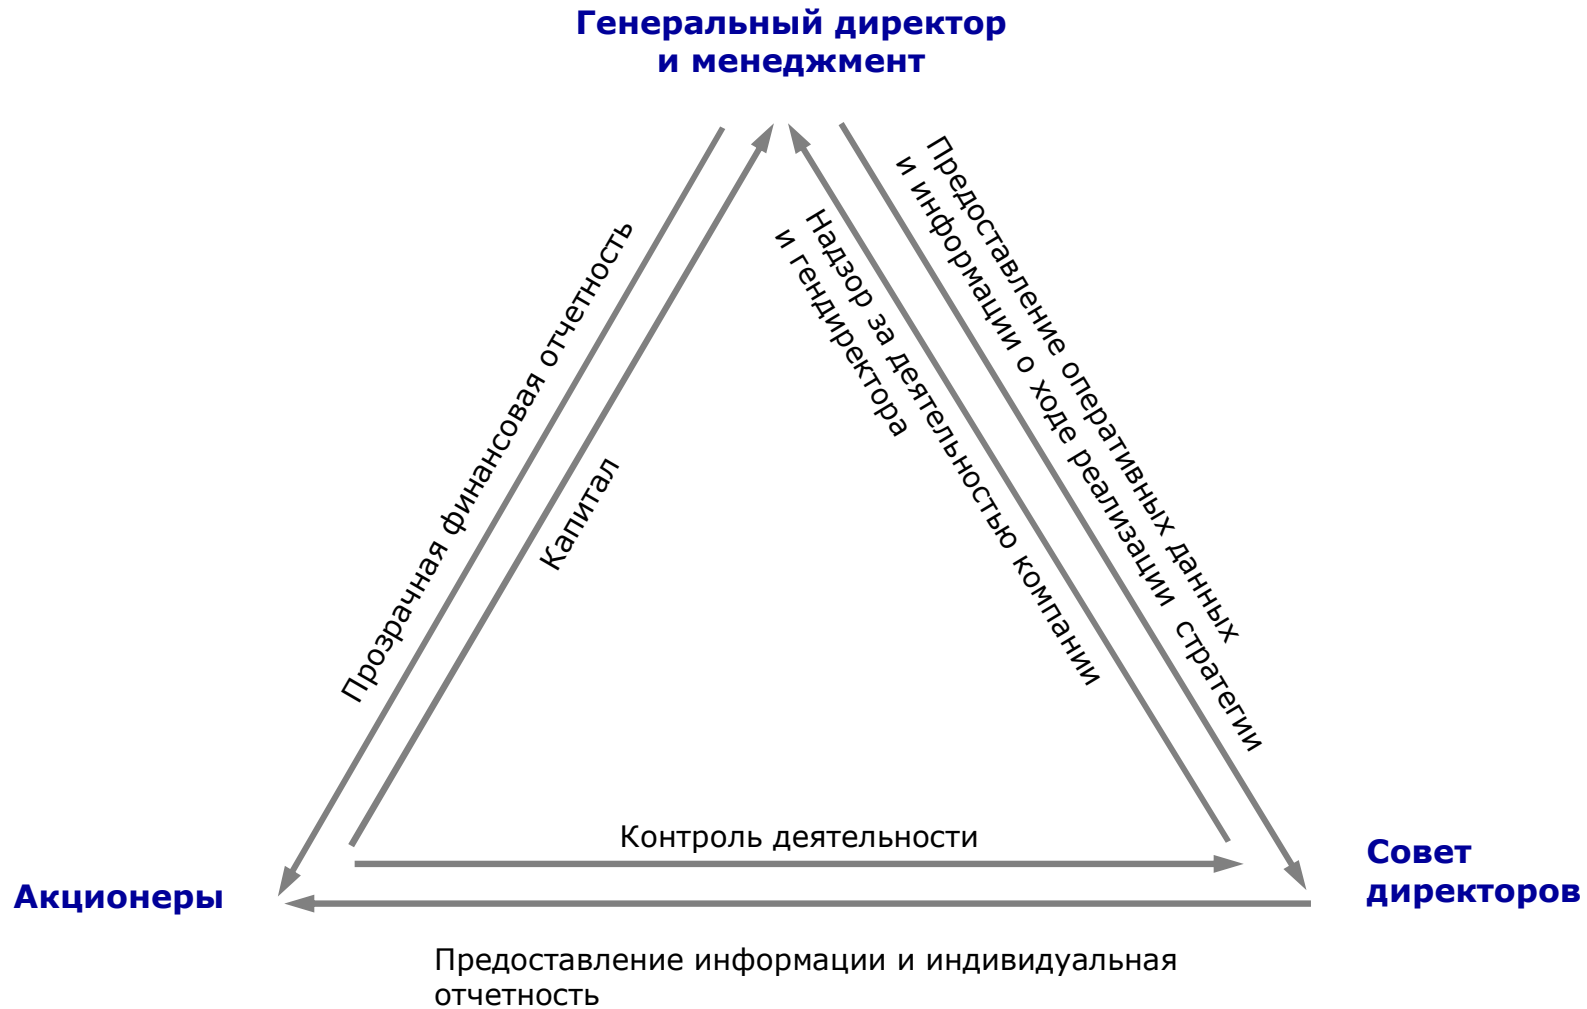 Генеральный директор
и менеджмент
Прозрачная финансовая отчетность
Капитал
Надзор за деятельностью компании
и гендиректора
Предоставление оперативных данных
и информации о ходе реализации стратегии
Контроль деятельности
Акционеры
Совет
директоров
Предоставление информации и индивидуальная
отчетность